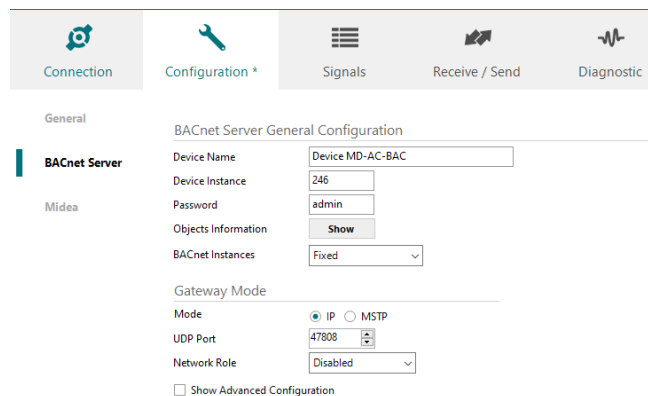 Connection Configuration * Signals Receive / Send Diagnostic
General
BACnet Server General Configuration
Device Name Device MD-AC-BAC
BACnet Server
Device Instance 246
Password admin
Midea
Objects Information Show
BACnet Instances Fixed
Gateway Mode
Mode IP MSTP
UDP Port 47808
Network Role Disabled
Show Advanced Configuration